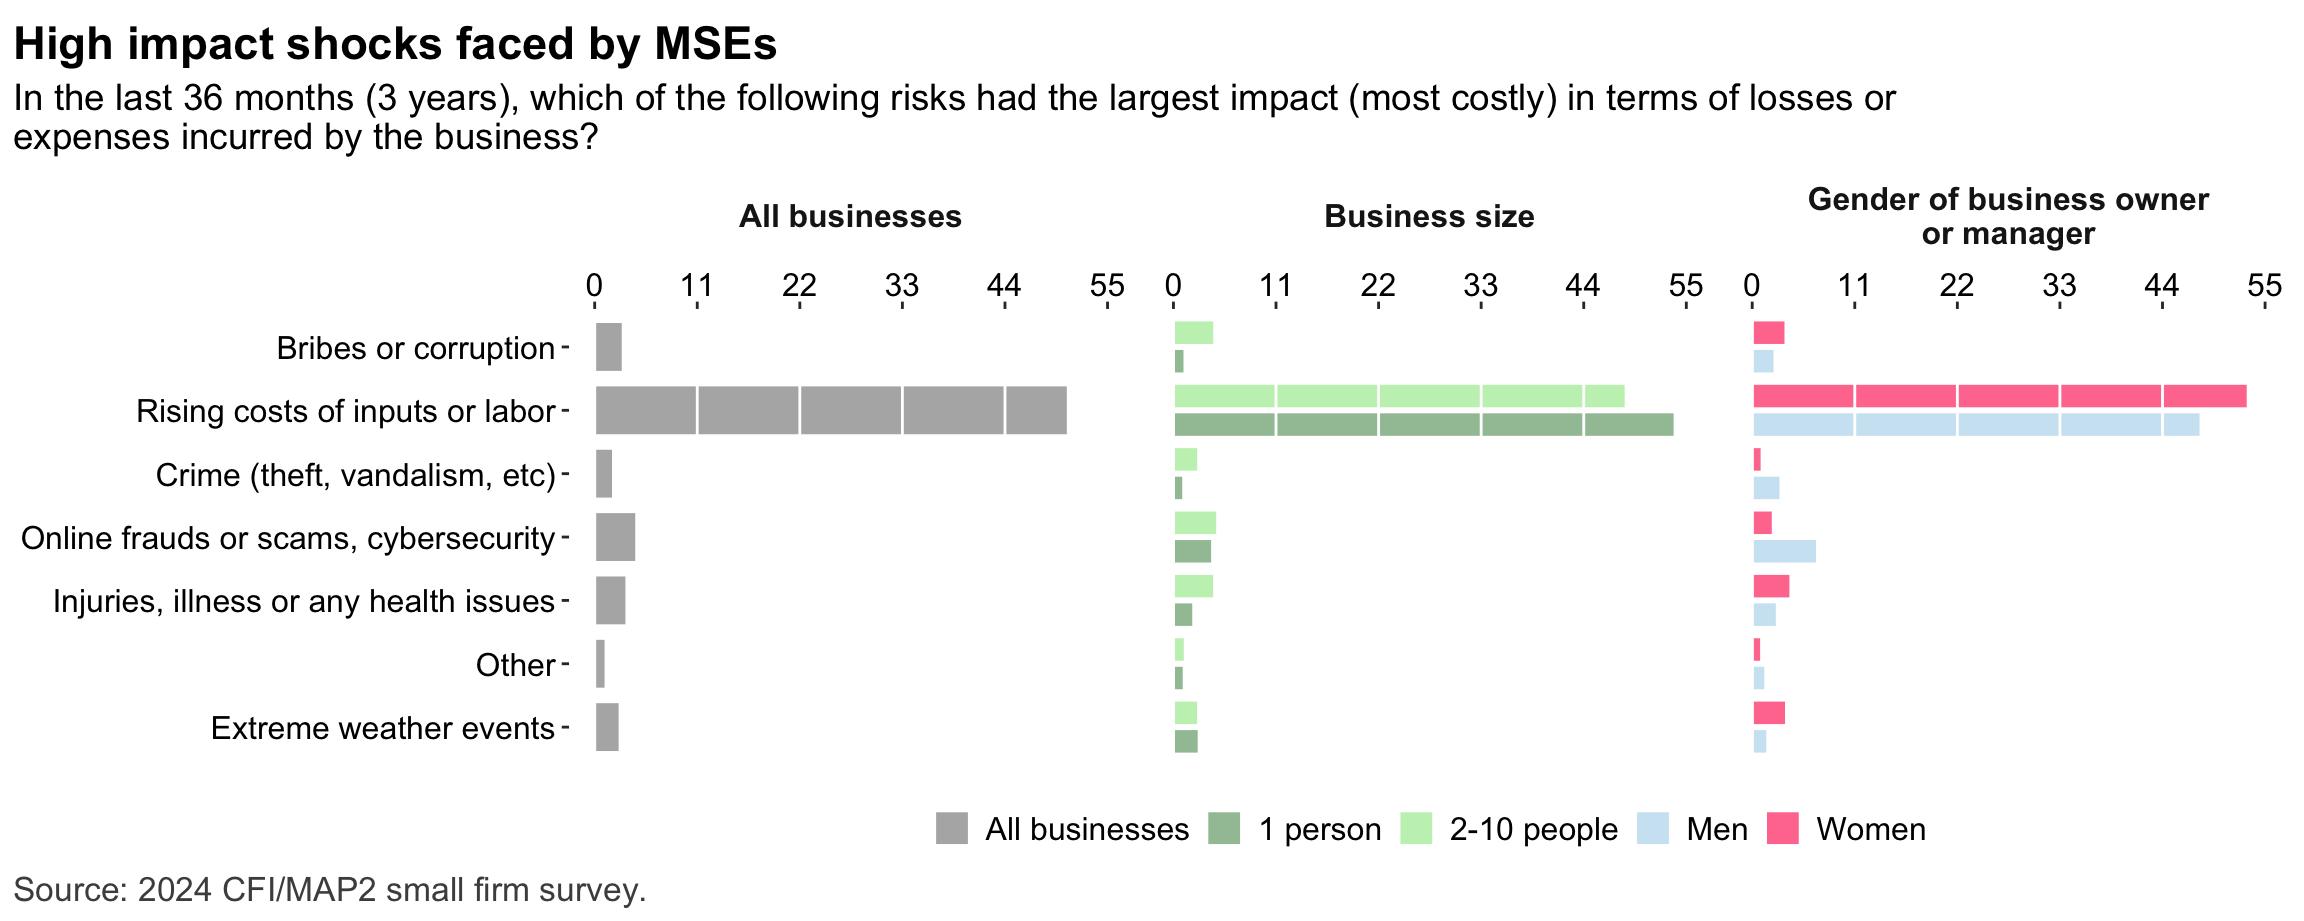 High impact shocks faced by MSEs
In the last 36 months (3 years), which of the following risks had the largest impact (most costly) in terms of losses or
expenses incurred by the business?
All businesses
Business size
Gender of business owner
or manager
0 11 22 33 44 55 0 11 22 33 44 55 0 11 22 33 44 55
Bribes or corruption
Rising costs of inputs or labor
Crime (theft, vandalism, etc)
Online frauds or scams, cybersecurity
Injuries, illness or any health issues
Other
Extreme weather events
All businesses 1 person 2-10 people Men Women
Source: 2024 CFI/MAP2 small firm survey.